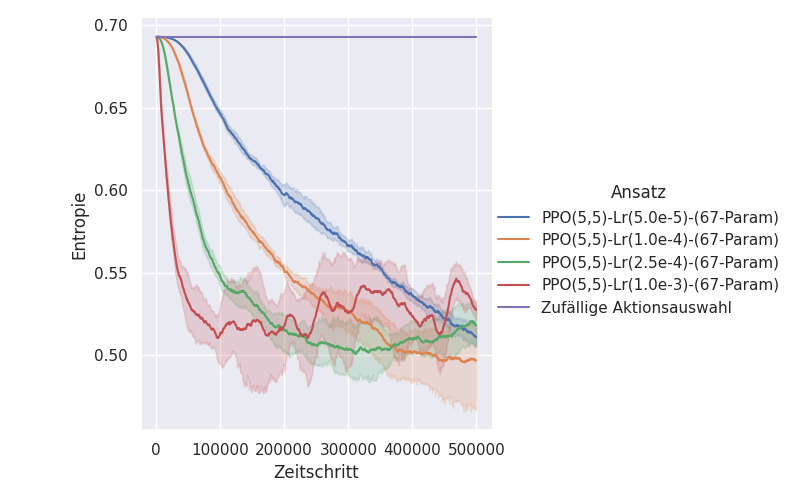 0.70
0.65
0.60
0.55
0.50
Entropie
0
100000
200000
300000
400000
500000
Zeitschritt
Ansatz
PPO(5,5)-Lr(5.0e-5)-(67-Param)
PPO(5,5)-Lr(1.0e-4)-(67-Param)
PPO(5,5)-Lr(2.5e-4)-(67-Param)
PPO(5,5)-Lr(1.0e-3)-(67-Param)
Zufällige Aktionsauswahl